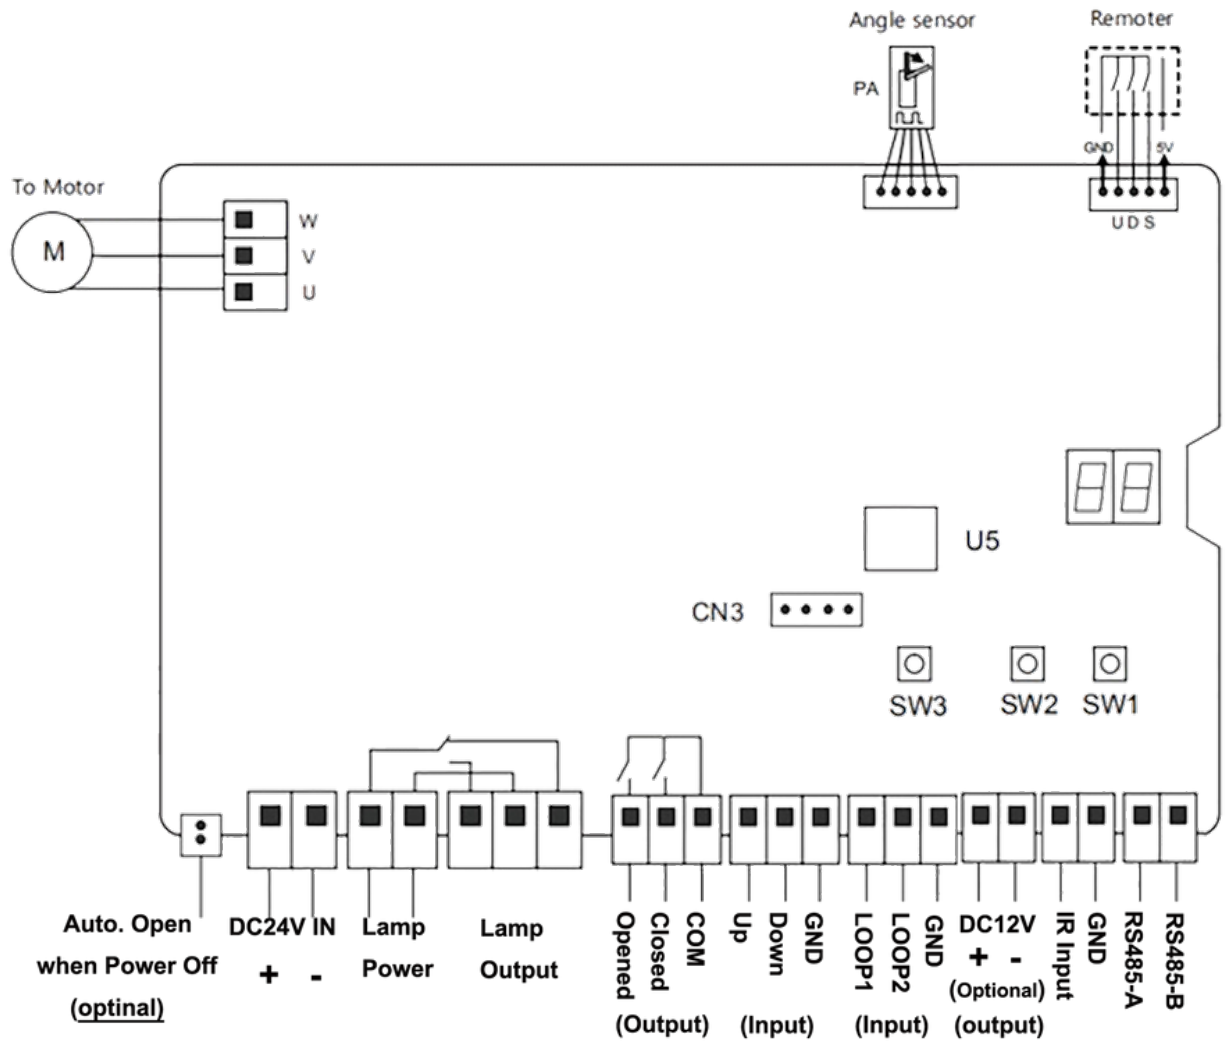 Angle sensor
Remoter
PA
GND
5V
U D S
To Motor
M
W
V
U
U5
CN3
SW3
SW2
SW1
Auto. Open
when Power Off
(optinal)
DC24V IN
+ -
Lamp
Power
Lamp
Output
Opened
Closed
COM
(Output)
Up
Down
GND
(Input)
LOOP1
LOOP2
GND
(Input)
DC12V
+ -
(Optional)
(output)
IR Input
GND
RS485-A
RS485-B